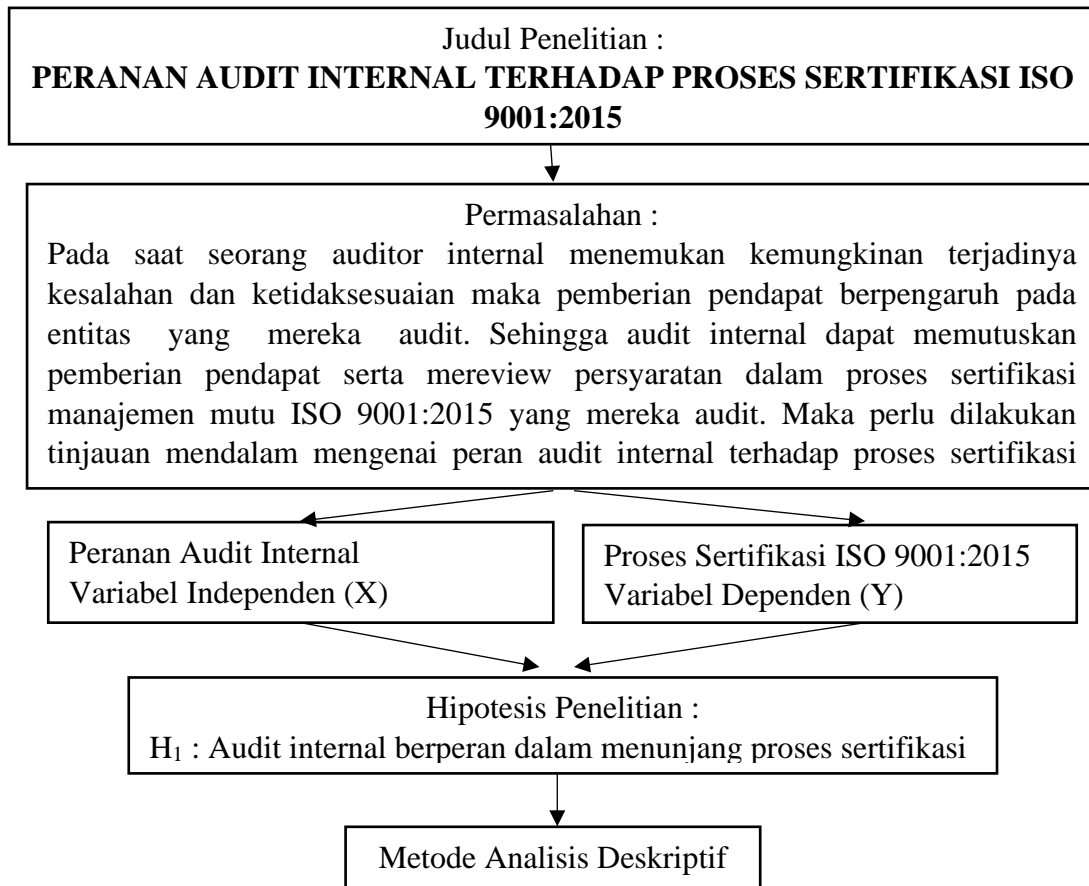 Judul Penelitian :
PERANAN AUDIT INTERNAL TERHADAP PROSES SERTIFIKASI ISO
9001:2015
Permasalahan :
Pada saat seorang auditor internal menemukan kemungkinan terjadinya
kesalahan dan ketidaksesuaian maka pemberian pendapat berpengaruh pada
entitas yang mereka audit. Sehingga audit internal dapat memutuskan
pemberian pendapat serta mereview persyaratan dalam proses sertifikasi
manajemen mutu ISO 9001:2015 yang mereka audit. Maka perlu dilakukan
tinjauan mendalam mengenai peran audit internal terhadap proses sertifikasi
Peranan Audit Internal
Variabel Independen (X)
Proses Sertifikasi ISO 9001:2015
Variabel Dependen (Y)
Hipotesis Penelitian :
H₁ : Audit internal berperan dalam menunjang proses sertifikasi
Metode Analisis Deskriptif